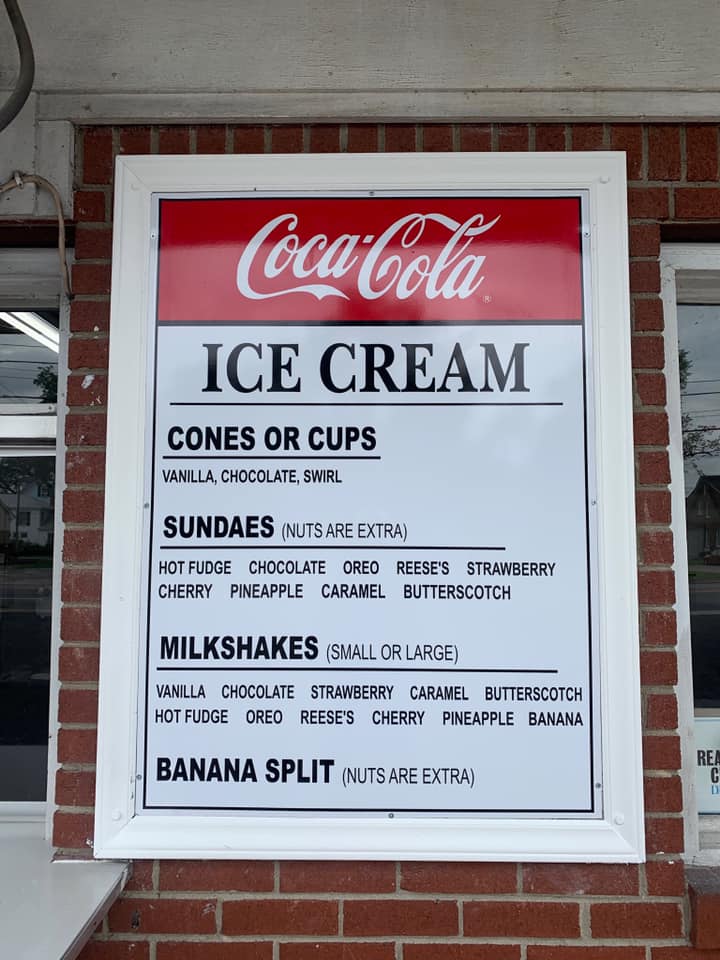 Coca-Cola
®
ICE CREAM
CONES OR CUPS
VANILLA, CHOCOLATE, SWIRL
SUNDAES (NUTS ARE EXTRA)
HOT FUDGE CHOCOLATE OREO REESE'S STRAWBERRY
CHERRY PINEAPPLE CARAMEL BUTTERSCOTCH
MILKSHAKES (SMALL OR LARGE)
VANILLA CHOCOLATE STRAWBERRY CARAMEL BUTTERSCOTCH
HOT FUDGE OREO REESE'S CHERRY PINEAPPLE BANANA
BANANA SPLIT (NUTS ARE EXTRA)